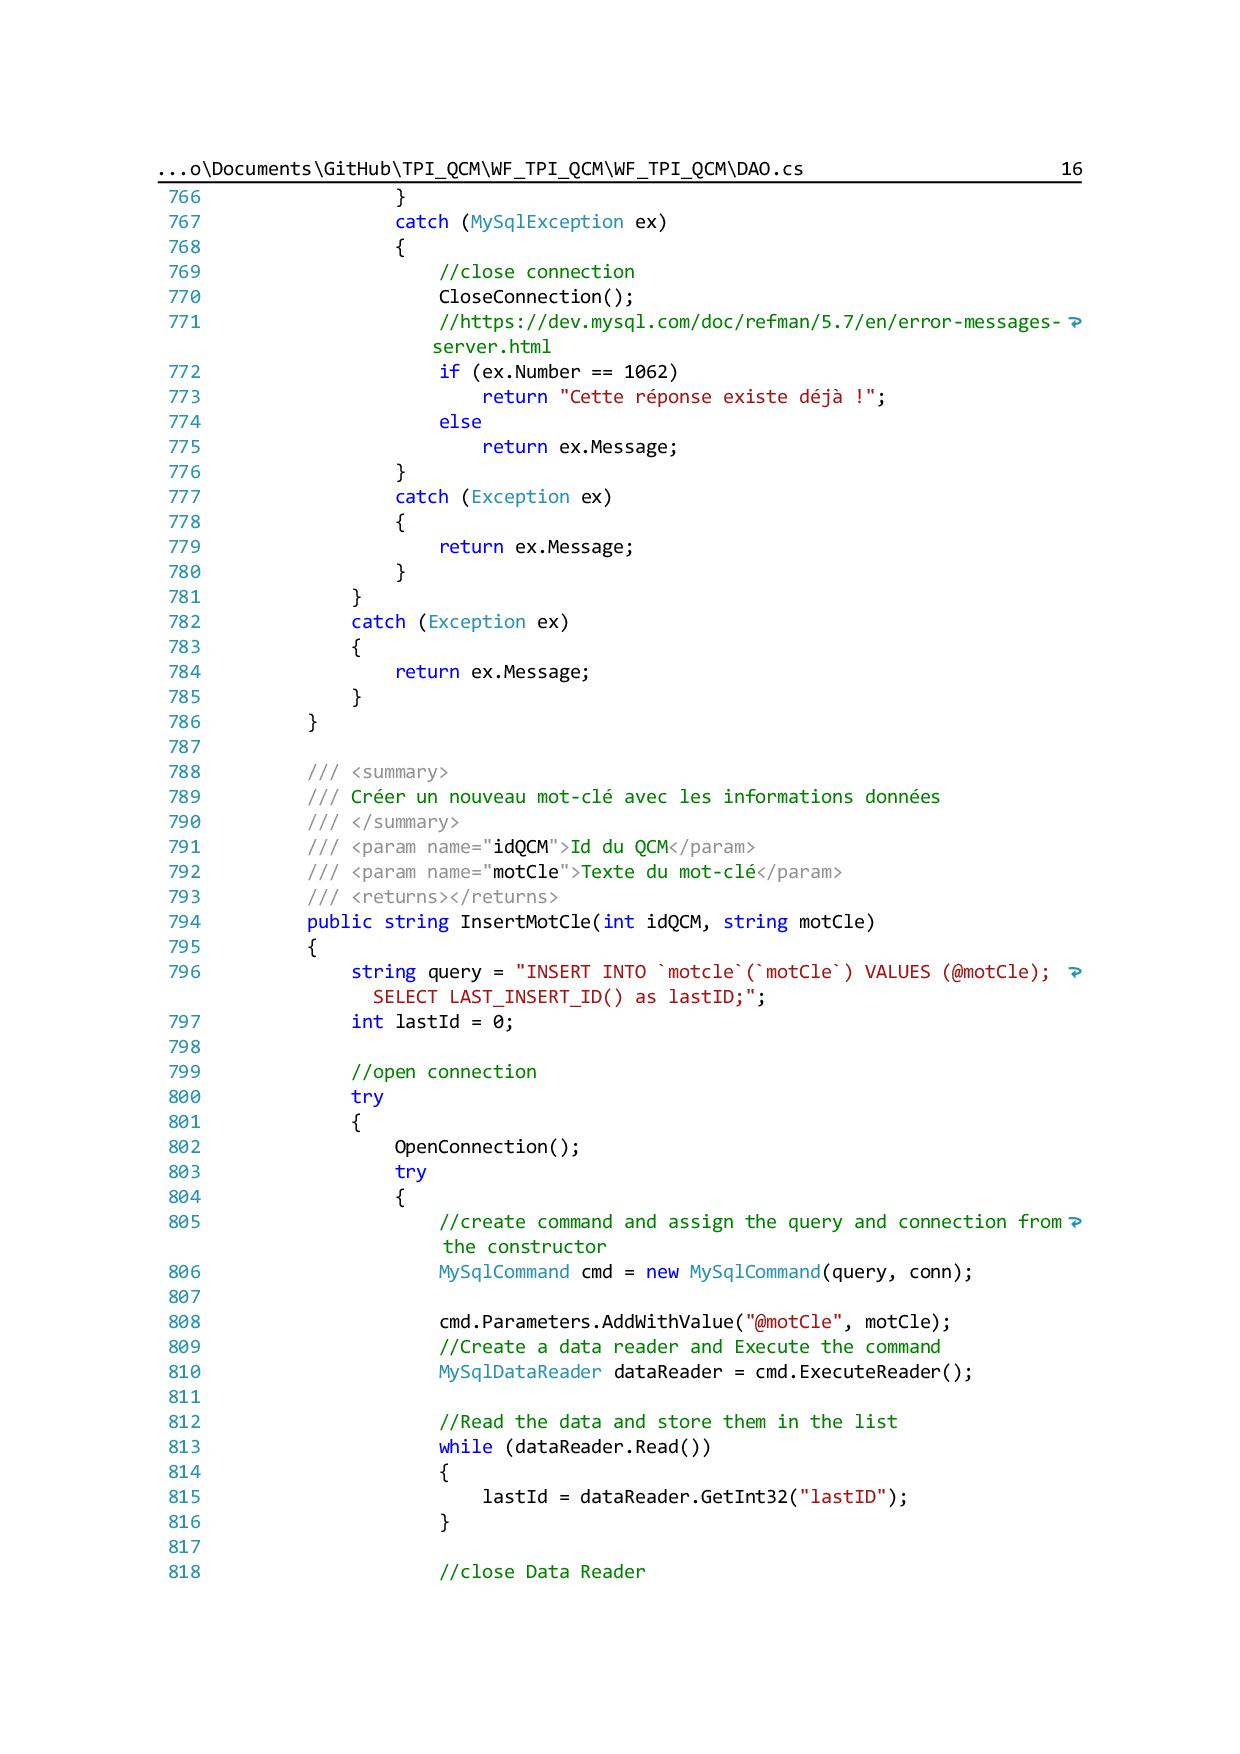 ...o\Documents\GitHub\TPI_QCM\WF_TPI_QCM\WF_TPI_QCM\DAO.cs 16
766 }
767 catch (MySqlException ex)
768 {
769 //close connection
770 CloseConnection();
771 //https://dev.mysql.com/doc/refman/5.7/en/error-messages-
server.html
772 if (ex.Number == 1062)
773 return "Cette réponse existe déjà !";
774 else
775 return ex.Message;
776 }
777 catch (Exception ex)
778 {
779 return ex.Message;
780 }
781 }
782 catch (Exception ex)
783 {
784 return ex.Message;
785 }
786 }
787
788 /// <summary>
789 /// Créer un nouveau mot-clé avec les informations données
790 /// </summary>
791 /// <param name="idQCM">Id du QCM</param>
792 /// <param name="motCle">Texte du mot-clé</param>
793 /// <returns></returns>
794 public string InsertMotCle(int idQCM, string motCle)
795 {
796 string query = "INSERT INTO `motcle`(`motCle`) VALUES (@motCle);
SELECT LAST_INSERT_ID() as lastID;";
797 int lastId = 0;
798
799 //open connection
800 try
801 {
802 OpenConnection();
803 try
804 {
805 //create command and assign the query and connection from
the constructor
806 MySqlCommand cmd = new MySqlCommand(query, conn);
807
808 cmd.Parameters.AddWithValue("@motCle", motCle);
809 //Create a data reader and Execute the command
810 MySqlDataReader dataReader = cmd.ExecuteReader();
811
812 //Read the data and store them in the list
813 while (dataReader.Read())
814 {
815 lastId = dataReader.GetInt32("lastID");
816 }
817
818 //close Data Reader